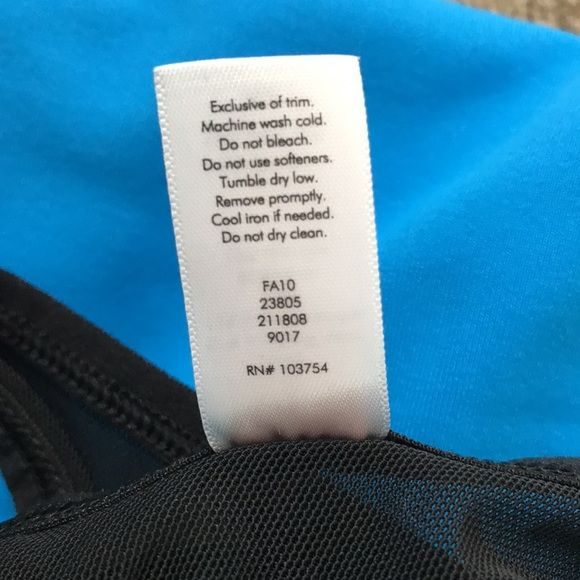 Exclusive of trim.
Machine wash cold.
Do not bleach.
Do not use softeners.
Tumble dry low.
Remove promptly.
Cool iron if needed.
Do not dry clean.
FA10
23805
211808
9017
RN# 103754